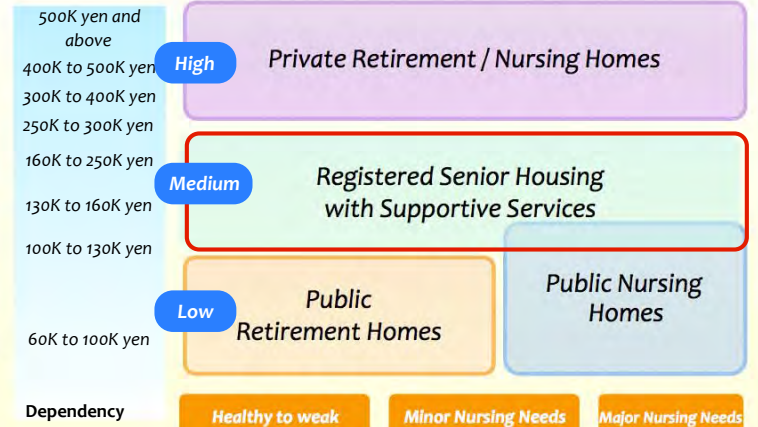 500K yen and
above
400K to 500K yen
High
Private Retirement / Nursing Homes
300K to 400K yen
250K to 300K yen
160K to 250K yen
Medium
Registered Senior Housing
with Supportive Services
130K to 160K yen
100K to 130K yen
Low
Public
Retirement Homes
Public Nursing
Homes
60K to 100K yen
Dependency
Healthy to weak
Minor Nursing Needs
Major Nursing Needs